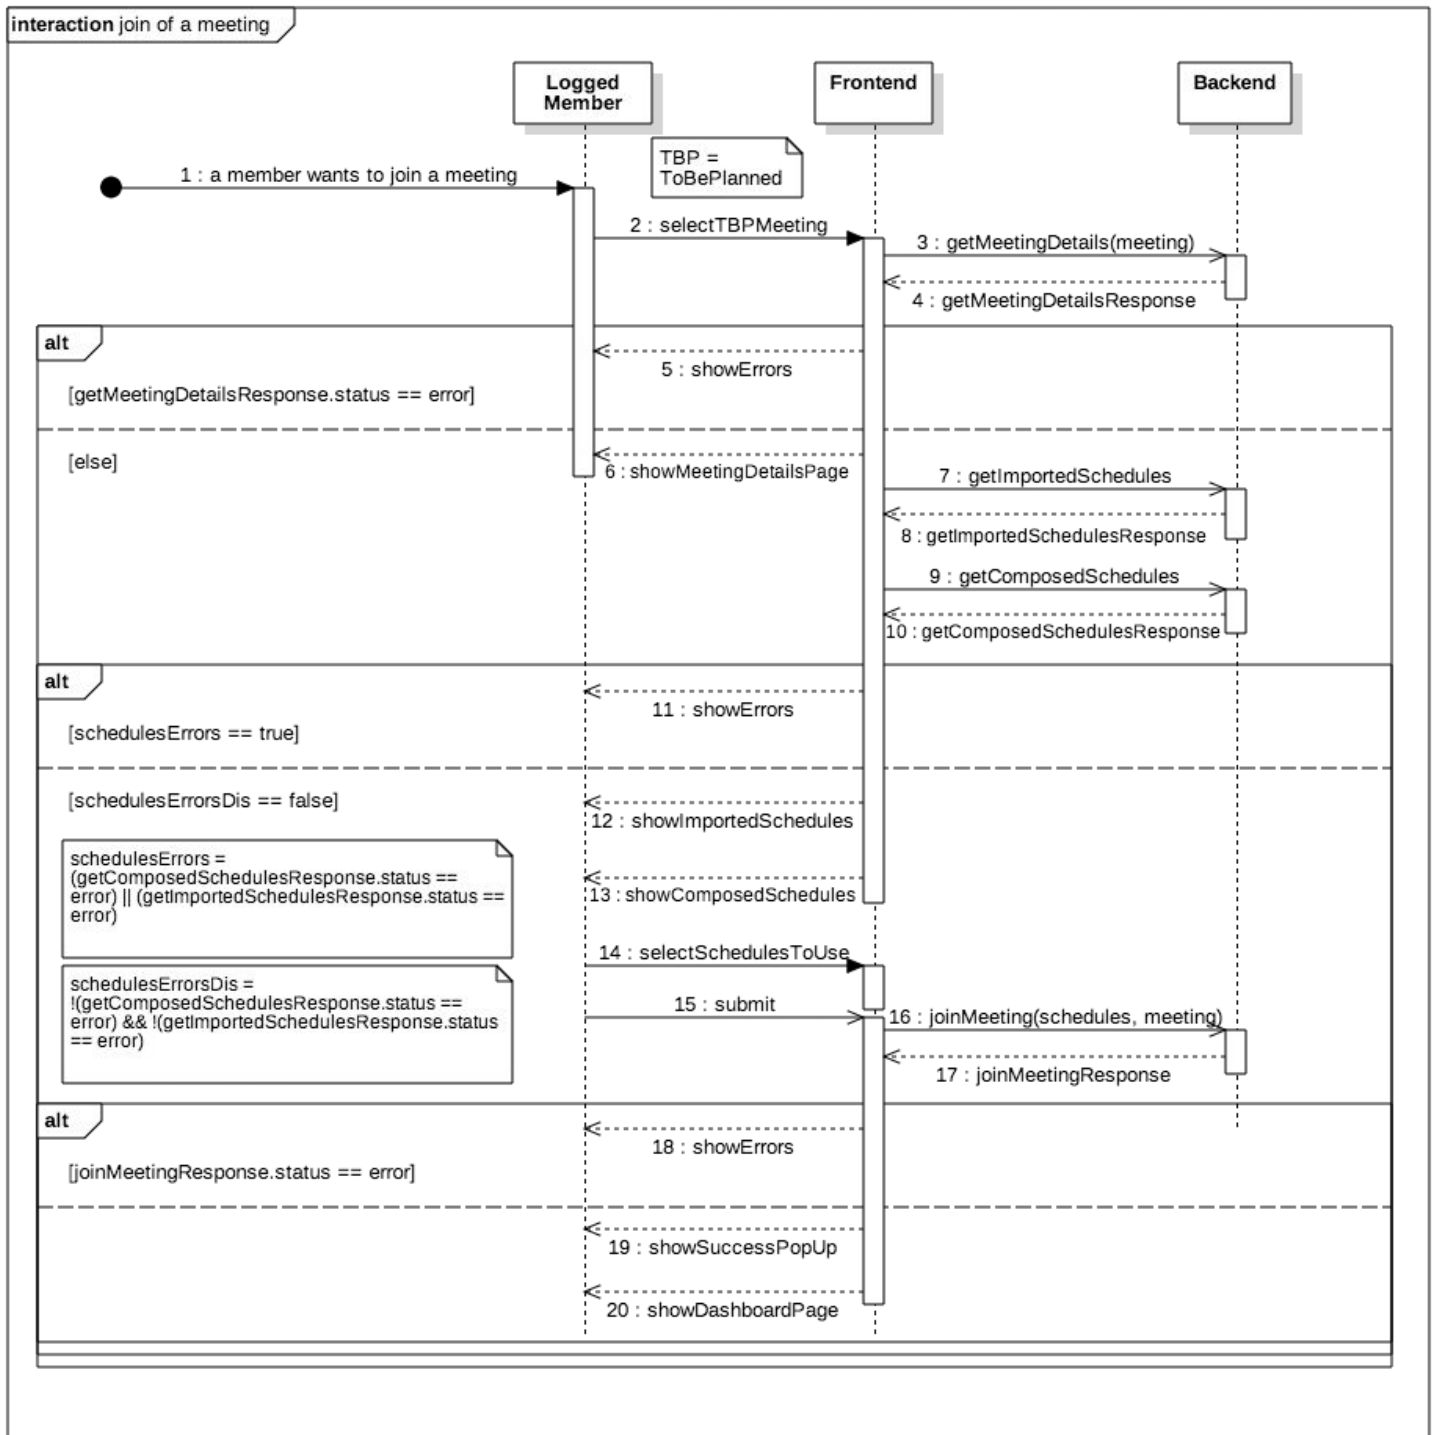 interaction join of a meeting
Logged
Member
Frontend
Backend
TBP =
ToBePlanned
1 : a member wants to join a meeting
2 : selectTBPMeeting
3 : getMeetingDetails(meeting)
4 : getMeetingDetailsResponse
alt
5 : showErrors
[getMeetingDetailsResponse.status == error]
[else]
6 : showMeetingDetailsPage
7 : getImportedSchedules
8 : getImportedSchedulesResponse
9 : getComposedSchedules
10 : getComposedSchedulesResponse
alt
11 : showErrors
[schedulesErrors == true]
[schedulesErrorsDis == false]
12 : showImportedSchedules
schedulesErrors =
(getComposedSchedulesResponse.status ==
error) || (getImportedSchedulesResponse.status ==
error)
13 : showComposedSchedules
14 : selectSchedulesToUse
schedulesErrorsDis =
!(getComposedSchedulesResponse.status ==
error) && !(getImportedSchedulesResponse.status
== error)
15 : submit
16 : joinMeeting(schedules, meeting)
17 : joinMeetingResponse
alt
18 : showErrors
[joinMeetingResponse.status == error]
19 : showSuccessPopUp
20 : showDashboardPage